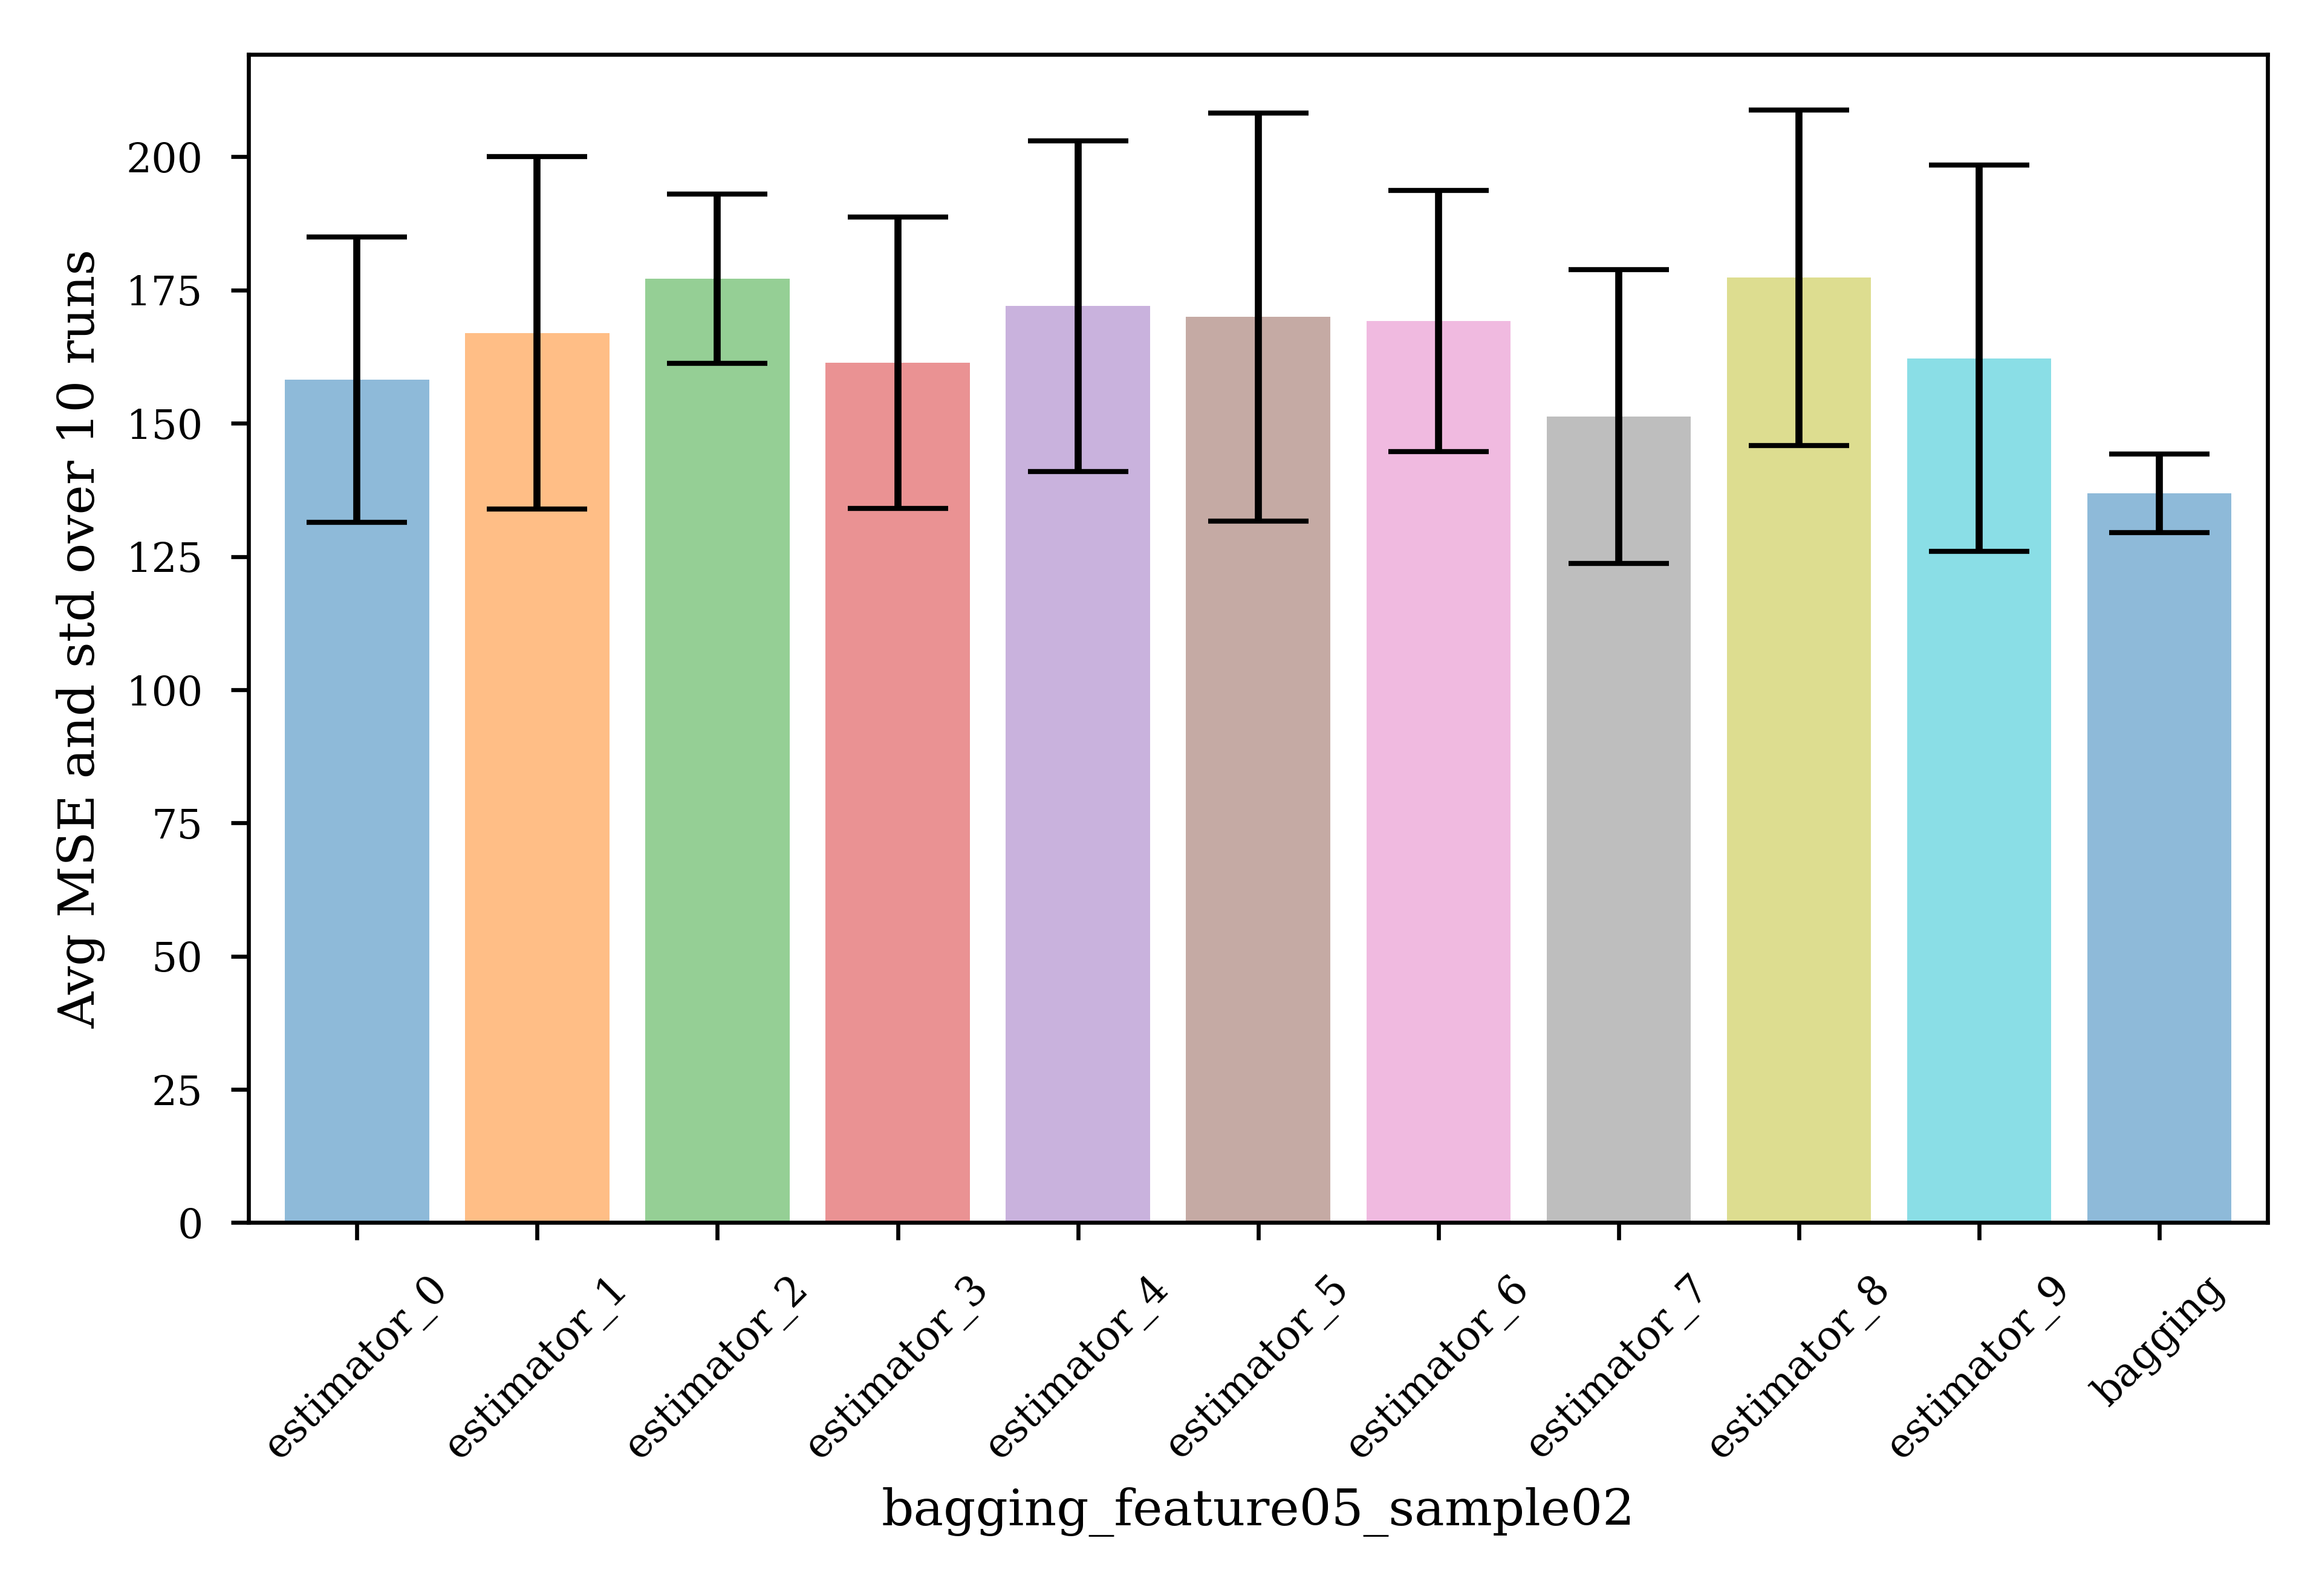 Avg MSE and std over 10 runs
200
175
150
125
100
75
50
25
0
estimator_0
estimator_1
estimator_2
estimator_3
estimator_4
estimator_5
estimator_6
estimator_7
estimator_8
estimator_9
bagging
bagging_feature05_sample02